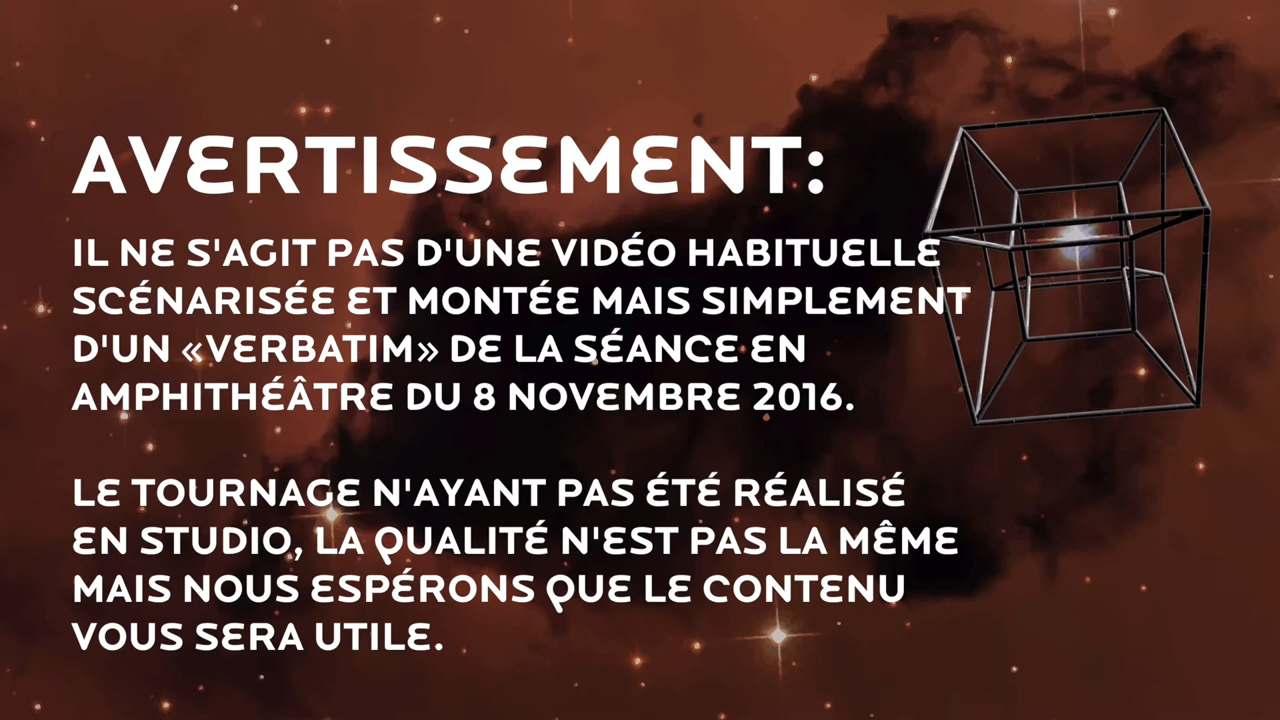 AVERTISSEMENT:
IL NE S'AGIT PAS D'UNE VIDÉO HABITUELLE
SCÉNARISÉE ET MONTÉE MAIS SIMPLEMENT
D'UN «VERBATIM» DE LA SÉANCE EN
AMPHITHÉÂTRE DU 8 NOVEMBRE 2016.
LE TOURNAGE N'AYANT PAS ÉTÉ RÉALISÉ
EN STUDIO, LA QUALITÉ N'EST PAS LA MÊME
MAIS NOUS ESPÉRONS QUE LE CONTENU
VOUS SERA UTILE.